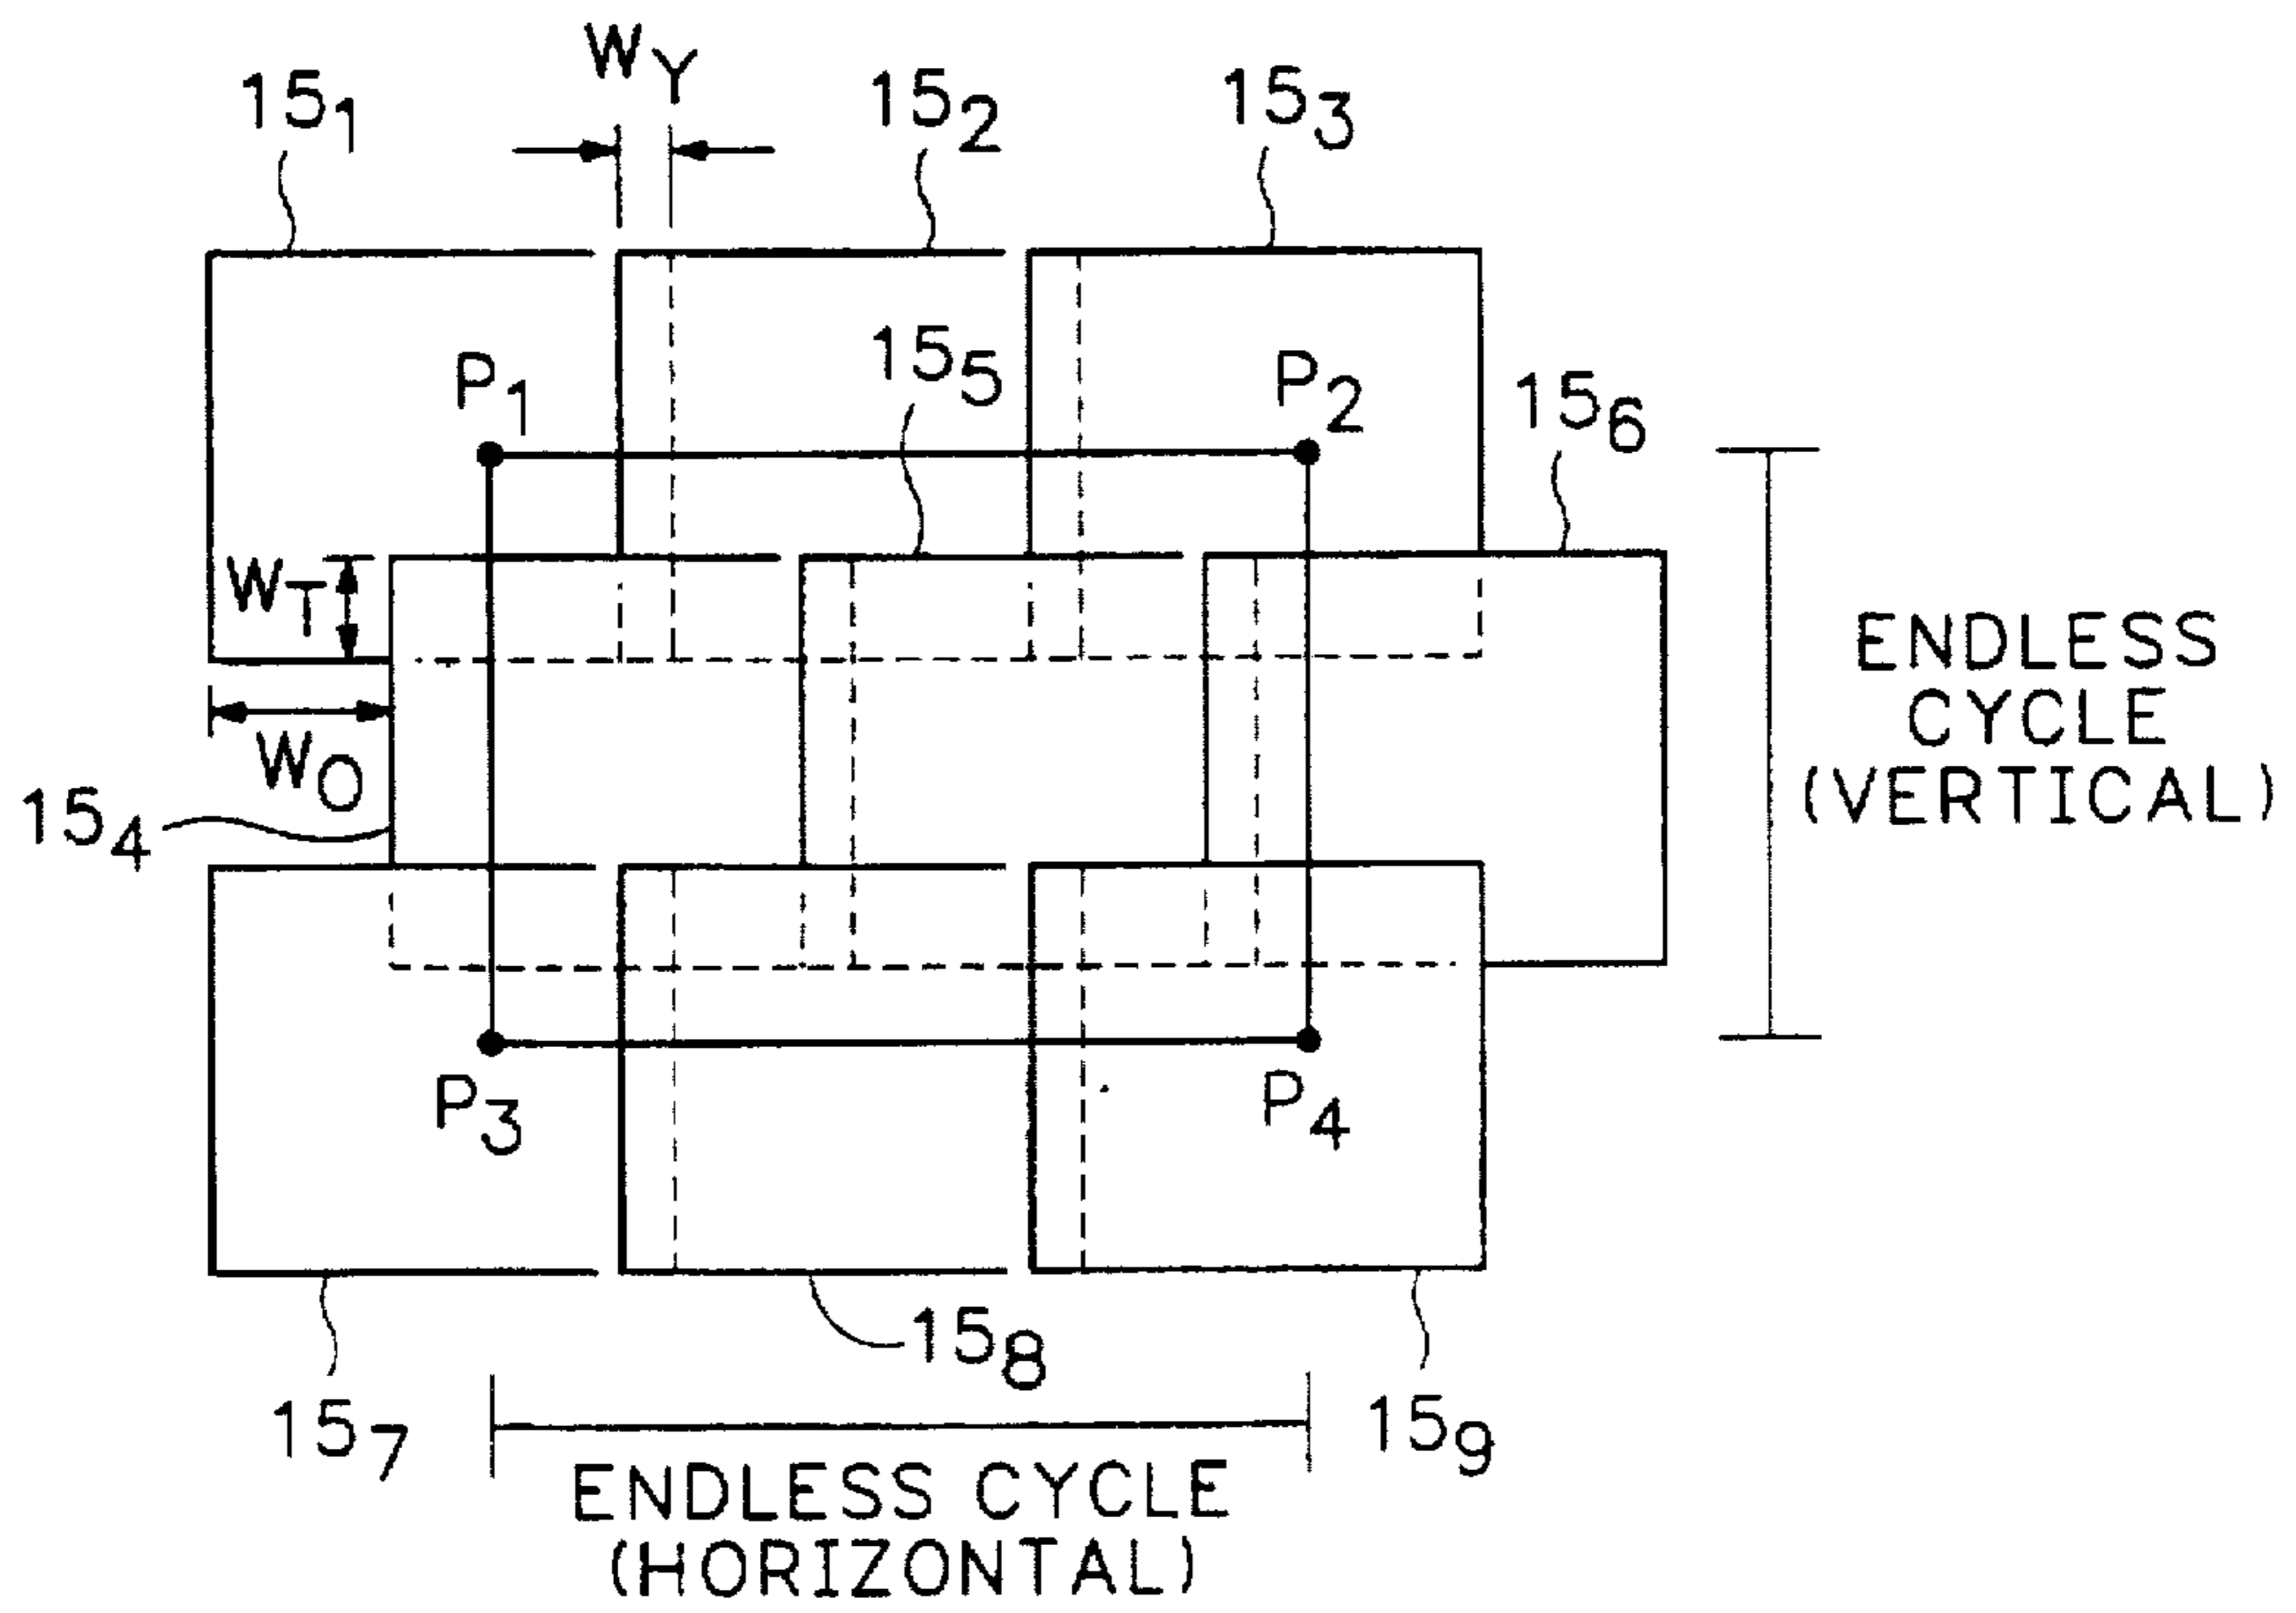 W_Y
15_1
15_2
15_3
15_5
P_1
P_2
15_6
W_T
W_O
15_4
ENDLESS
CYCLE
(VERTICAL)
P_3
P_4
15_8
15_7
15_9
ENDLESS CYCLE
(HORIZONTAL)